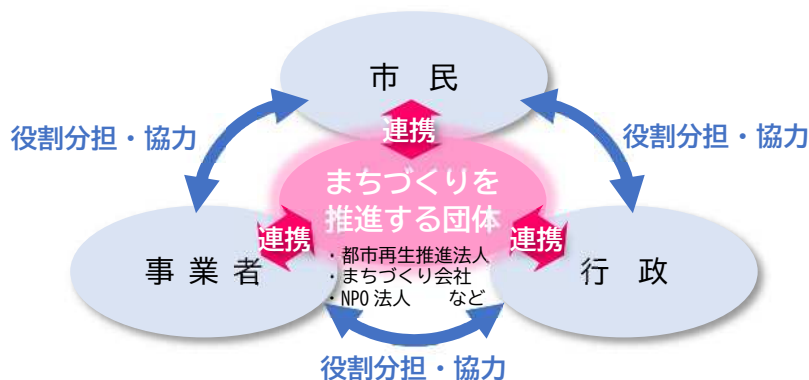 市　民
連携
役割分担・協力
役割分担・協力
まちづくりを
推進する団体
連携
連携
・都市再生推進法人
・まちづくり会社
・NPO法人　　など
事業者
行　政
役割分担・協力